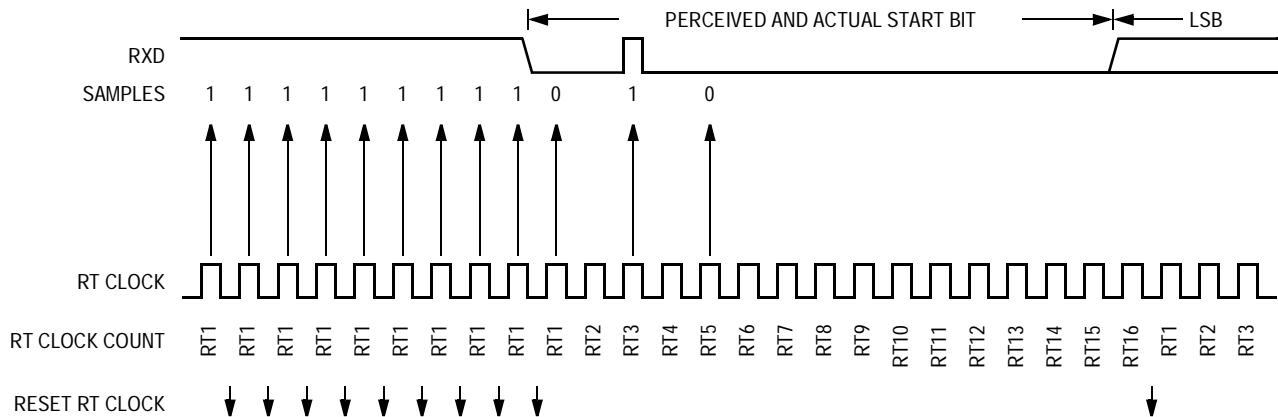 PERCEIVED AND ACTUAL START BIT LSB
RXD
SAMPLES 1 1 1 1 1 1 1 1 1 0 1 0
RT CLOCK
RT CLOCK COUNT RT1 RT1 RT1 RT1 RT1 RT1 RT1 RT1 RT1 RT1 RT2 RT3 RT4 RT5 RT6 RT7 RT8 RT9 RT10 RT11 RT12 RT13 RT14 RT15 RT16 RT1 RT2 RT3
RESET RT CLOCK